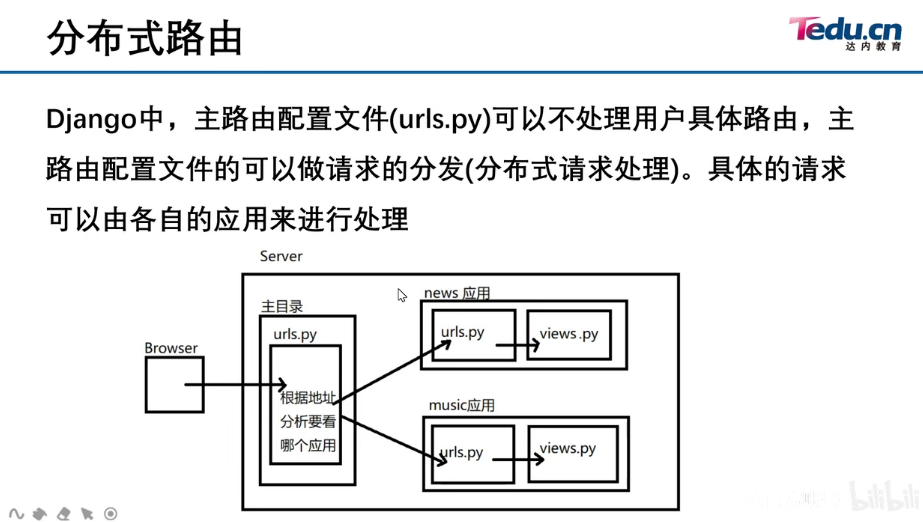 分布式路由
Tedu.cn
达内教育
Django中，主路由配置文件(urls.py)可以不处理用户具体路由，主
路由配置文件的可以做请求的分发(分布式请求处理)。具体的请求
可以由各自的应用来进行处理
Server
主目录
news 应用
urls.py
urls.py
views .py
Browser
根据地址
分析要看
哪个应用
music应用
urls.py
views.py
bilibili